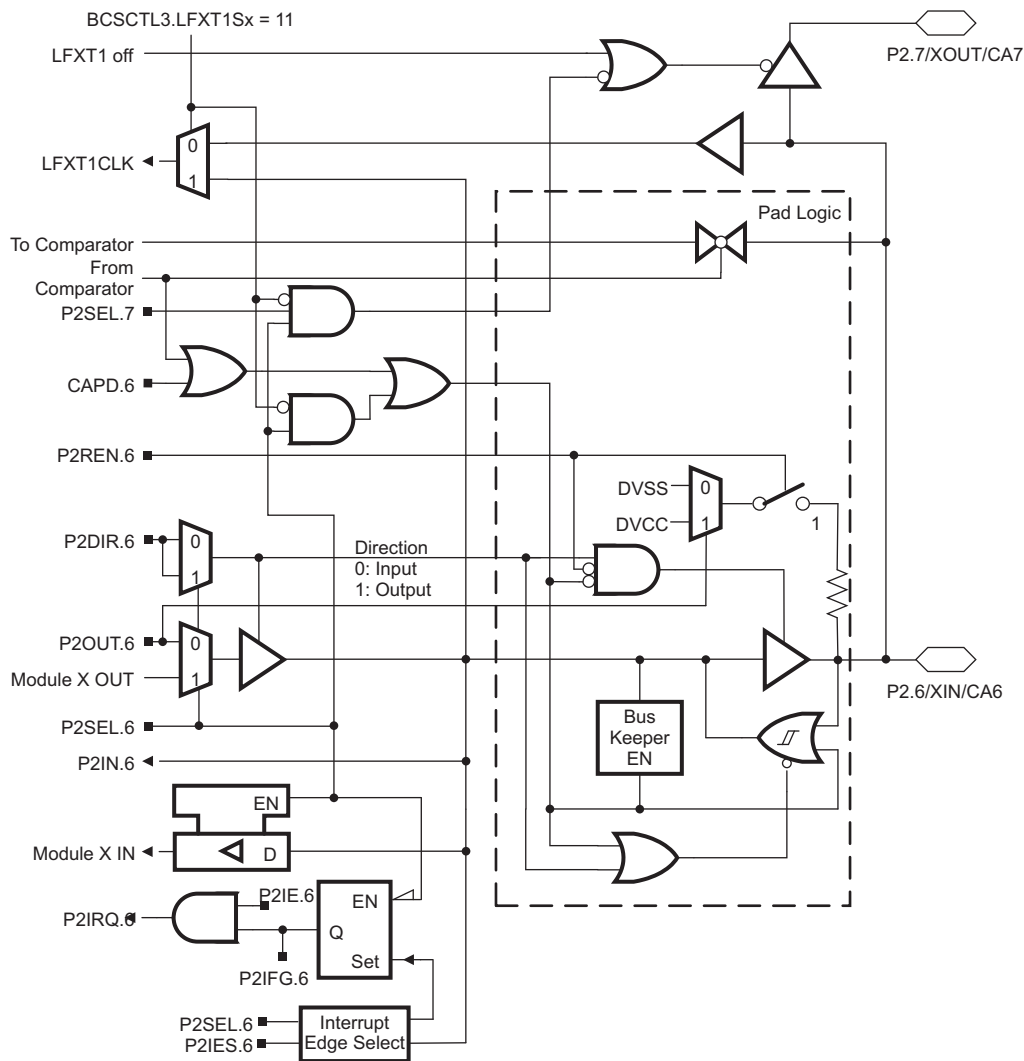 BCSCTL3.LFXT1Sx = 11
LFXT1 off
P2.7/XOUT/CA7
0
LFXT1CLK
1
Pad Logic
To Comparator
From
Comparator
P2SEL.7
CAPD.6
P2REN.6
DVSS
0
DVCC
1
1
P2DIR.6
0
1
Direction
0: Input
1: Output
P2OUT.6
0
Module X OUT
1
P2.6/XIN/CA6
P2SEL.6
Bus
Keeper
EN
P2IN.6
EN
Module X IN
D
P2IE.6
EN
P2IRQ.6
Q
P2IFG.6
Set
P2SEL.6
P2IES.6
Interrupt
Edge Select